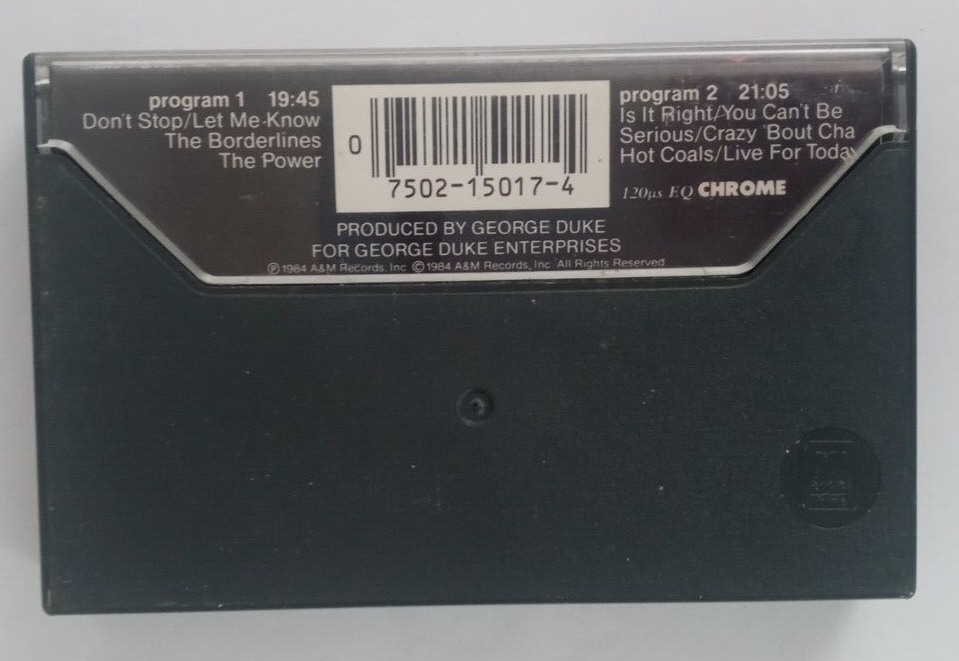 program 1 19:45
Don't Stop/Let Me Know
The Borderlines
The Power
0
7502-15017-4
program 2 21:05
Is It Right/You Can't Be
Serious/Crazy 'Bout Cha
Hot Coals/Live For Today
120µs EQ CHROME
PRODUCED BY GEORGE DUKE
FOR GEORGE DUKE ENTERPRISES
℗1984 A&M Records, Inc ©1984 A&M Records, Inc All Rights Reserved